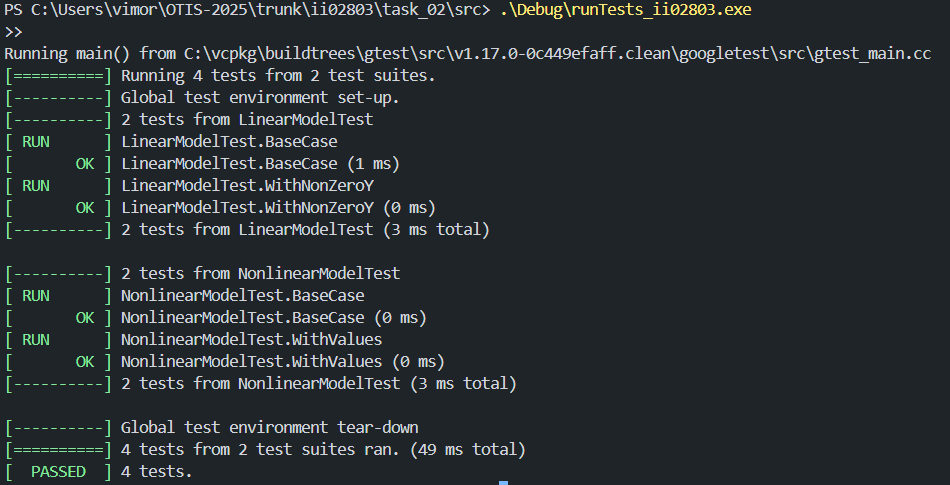 PS C:\Users\vimor\OTIS-2025\trunk\ii02803\task_02\src> .\Debug\runTests_ii02803.exe
>>
Running main() from C:\vcpkg\buildtrees\gtest\src\v1.17.0-0c449efaff.clean\googletest\src\gtest_main.cc
[==========] Running 4 tests from 2 test suites.
[----------] Global test environment set-up.
[----------] 2 tests from LinearModelTest
[ RUN      ] LinearModelTest.BaseCase
[       OK ] LinearModelTest.BaseCase (1 ms)
[ RUN      ] LinearModelTest.WithNonZeroY
[       OK ] LinearModelTest.WithNonZeroY (0 ms)
[----------] 2 tests from LinearModelTest (3 ms total)

[----------] 2 tests from NonlinearModelTest
[ RUN      ] NonlinearModelTest.BaseCase
[       OK ] NonlinearModelTest.BaseCase (0 ms)
[ RUN      ] NonlinearModelTest.WithValues
[       OK ] NonlinearModelTest.WithValues (0 ms)
[----------] 2 tests from NonlinearModelTest (3 ms total)

[----------] Global test environment tear-down
[==========] 4 tests from 2 test suites ran. (49 ms total)
[  PASSED  ] 4 tests.